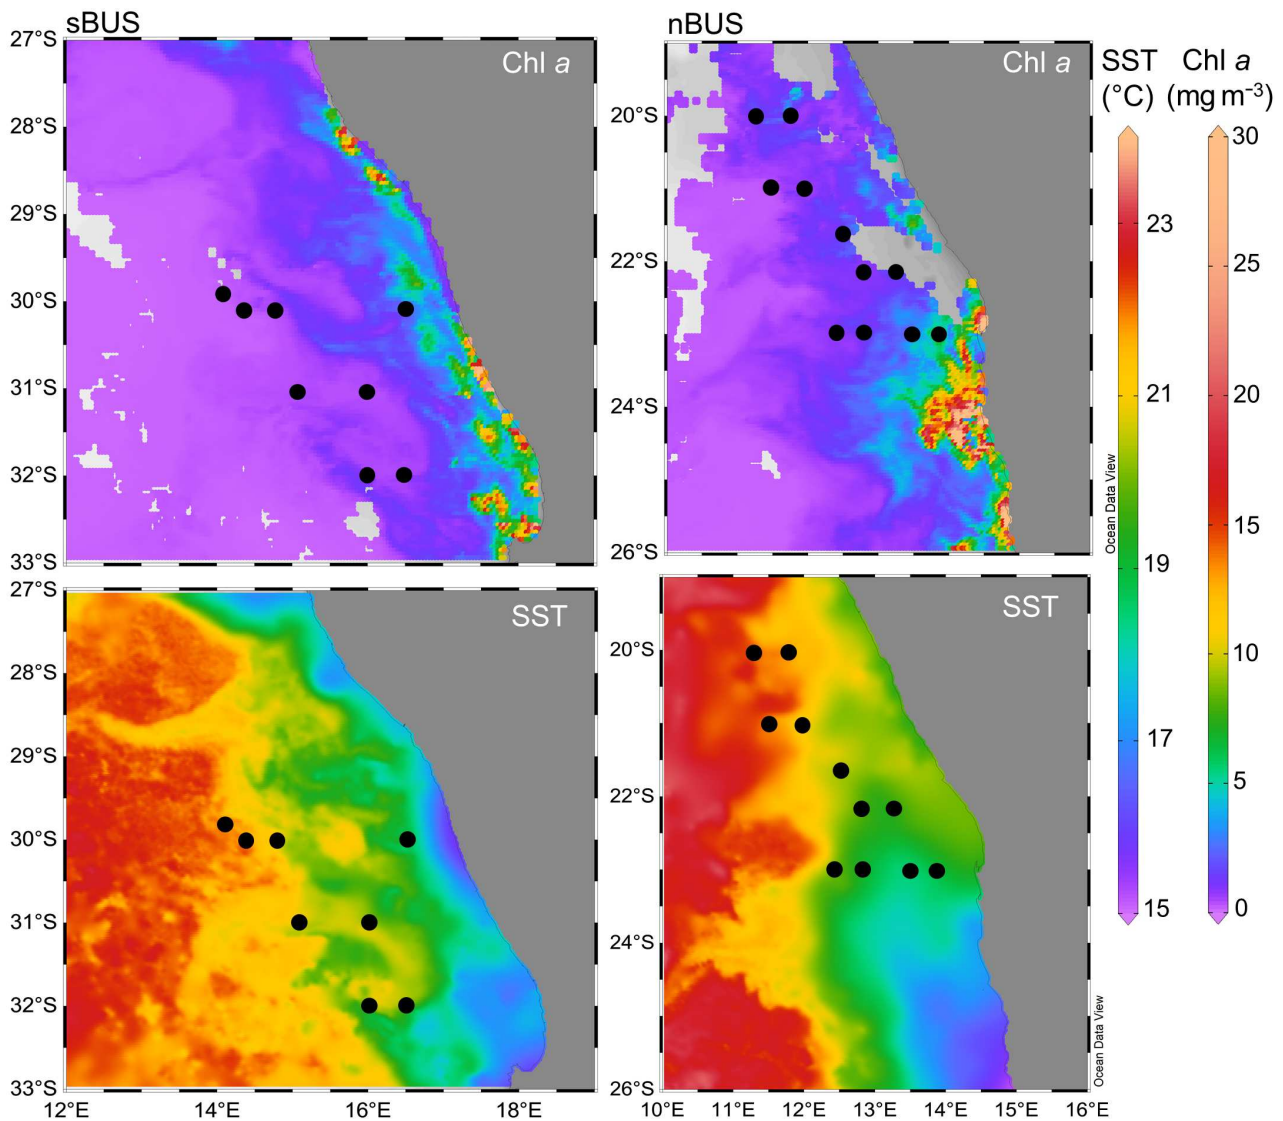 sBUS
nBUS
27°S
28°S
29°S
30°S
31°S
32°S
33°S
Chl a
20°S
22°S
24°S
26°S
Chl a
Ocean Data View
SST
(°C)
Chl a
(mg m−3)
23
21
19
17
15
30
25
20
15
10
5
0
27°S
28°S
29°S
30°S
31°S
32°S
33°S
SST
12°E
14°E
16°E
18°E
20°S
22°S
24°S
26°S
SST
10°E
11°E
12°E
13°E
14°E
15°E
16°E
Ocean Data View